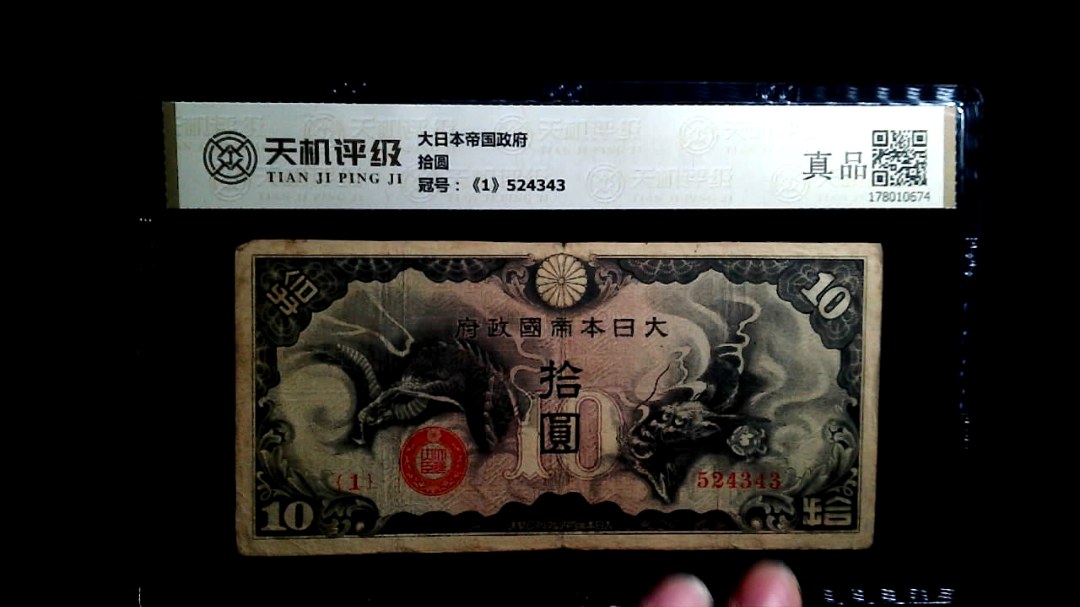 天机评级
TIAN JI PING JI
大日本帝国政府
拾圆
冠号：《1》524343
真品
178010674
拾
10
府政國帝本日大
拾
圓
10
{1}
524343
10
拾